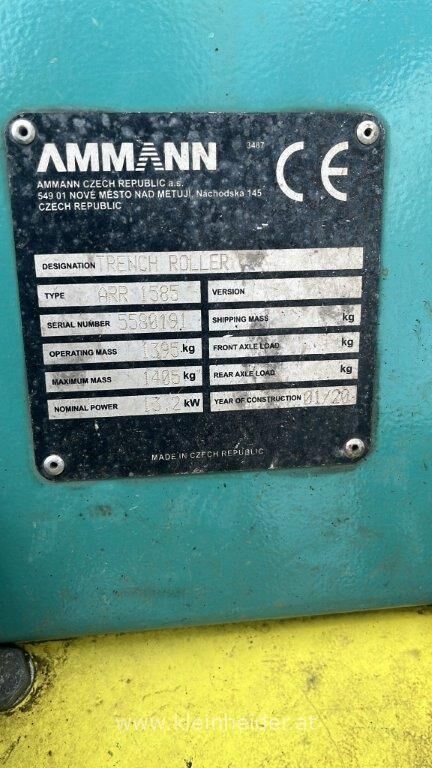 AMMANN
3487
CE
AMMANN CZECH REPUBLIC a.s.
549 01 NOVÉ MĚSTO NAD METUJÍ, Náchodská 145
CZECH REPUBLIC
DESIGNATION TRENCH ROLLER
TYPE ARR 1585 VERSION
SERIAL NUMBER 5580191 SHIPPING MASS kg
OPERATING MASS 1395 kg FRONT AXLE LOAD kg
MAXIMUM MASS 1405 kg REAR AXLE LOAD kg
NOMINAL POWER 13,2 kW YEAR OF CONSTRUCTION
MADE IN CZECH REPUBLIC
www.kleinheider.at